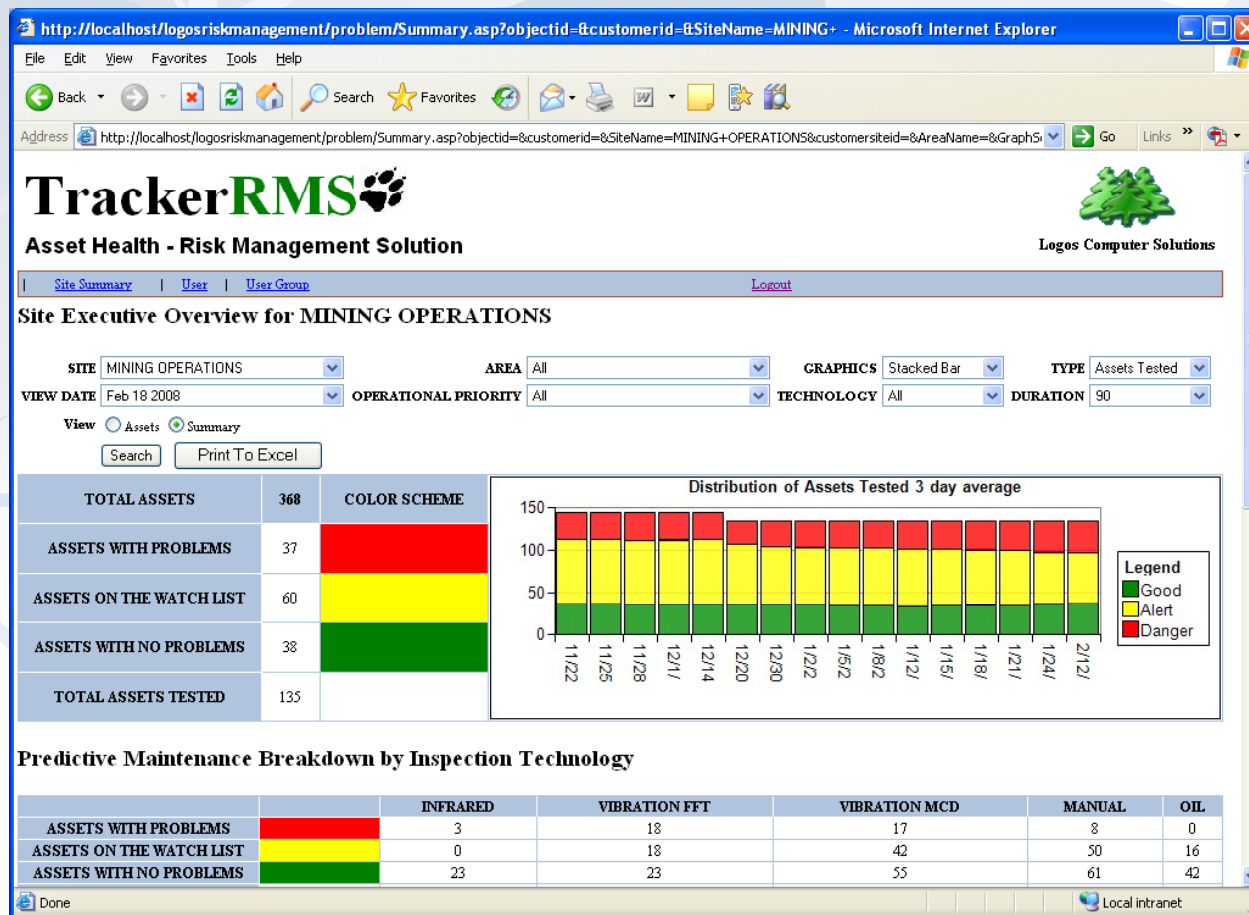 http://localhost/logosriskmanagement/problem/Summary.asp?objectid=&customerid=&SiteName=MINING+ - Microsoft Internet Explorer
File Edit View Favorites Tools Help
Back Search Favorites
Address http://localhost/logosriskmanagement/problem/Summary.asp?objectid=&customerid=&SiteName=MINING+OPERATIONS&customersiteid=&AreaName=&GraphS Go Links »
TrackerRMS
Asset Health - Risk Management Solution
Logos Computer Solutions
| Site Summary | User | User Group Logout
Site Executive Overview for MINING OPERATIONS
SITE MINING OPERATIONS AREA All GRAPHICS Stacked Bar TYPE Assets Tested
VIEW DATE Feb 18 2008 OPERATIONAL PRIORITY All TECHNOLOGY All DURATION 90
View Assets Summary
Search Print To Excel
TOTAL ASSETS 368 COLOR SCHEME
ASSETS WITH PROBLEMS 37
ASSETS ON THE WATCH LIST 60
ASSETS WITH NO PROBLEMS 38
TOTAL ASSETS TESTED 135
Distribution of Assets Tested 3 day average
150
100
50
0
11/22 11/25 11/28 12/1/ 12/14 12/20 12/30 1/2/2 1/5/2 1/8/2 1/12/ 1/15/ 1/18/ 1/21/ 1/24/ 2/12/
Legend
Good
Alert
Danger
Predictive Maintenance Breakdown by Inspection Technology
INFRARED VIBRATION FFT VIBRATION MCD MANUAL OIL
ASSETS WITH PROBLEMS 3 18 17 8 0
ASSETS ON THE WATCH LIST 0 18 42 50 16
ASSETS WITH NO PROBLEMS 23 23 55 61 42
Done Local intranet